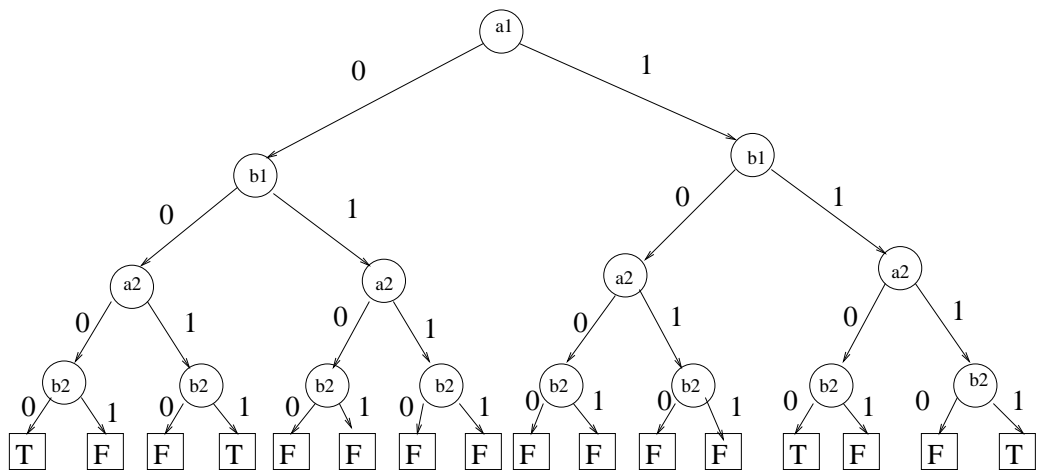 a1
0 1
b1 b1
0 1 0 1
a2 a2 a2 a2
0 1 0 1 0 1 0 1
b2 b2 b2 b2 b2 b2 b2 b2
0 1 0 1 0 1 0 1 0 1 0 1 0 1 0 1
T F F T F F F F F F F F T F F T